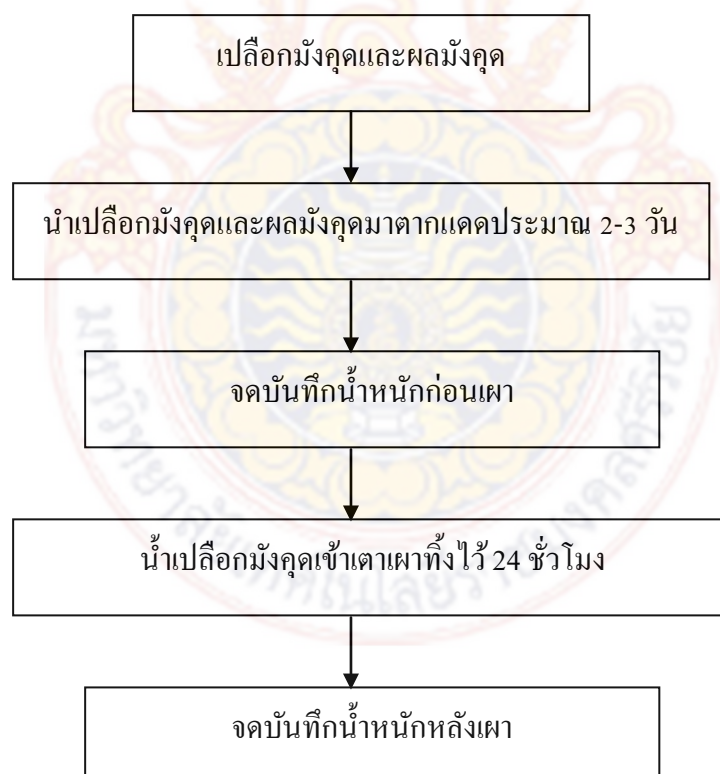 เปลือกมังคุดและผลมังคุด
นำเปลือกมังคุดและผลมังคุดมาตากแดดประมาณ 2-3 วัน
จดบันทึกน้ำหนักก่อนเผา
น้ำเปลือกมังคุดเข้าเตาเผาทิ้งไว้ 24 ชั่วโมง
จดบันทึกน้ำหนักหลังเผา